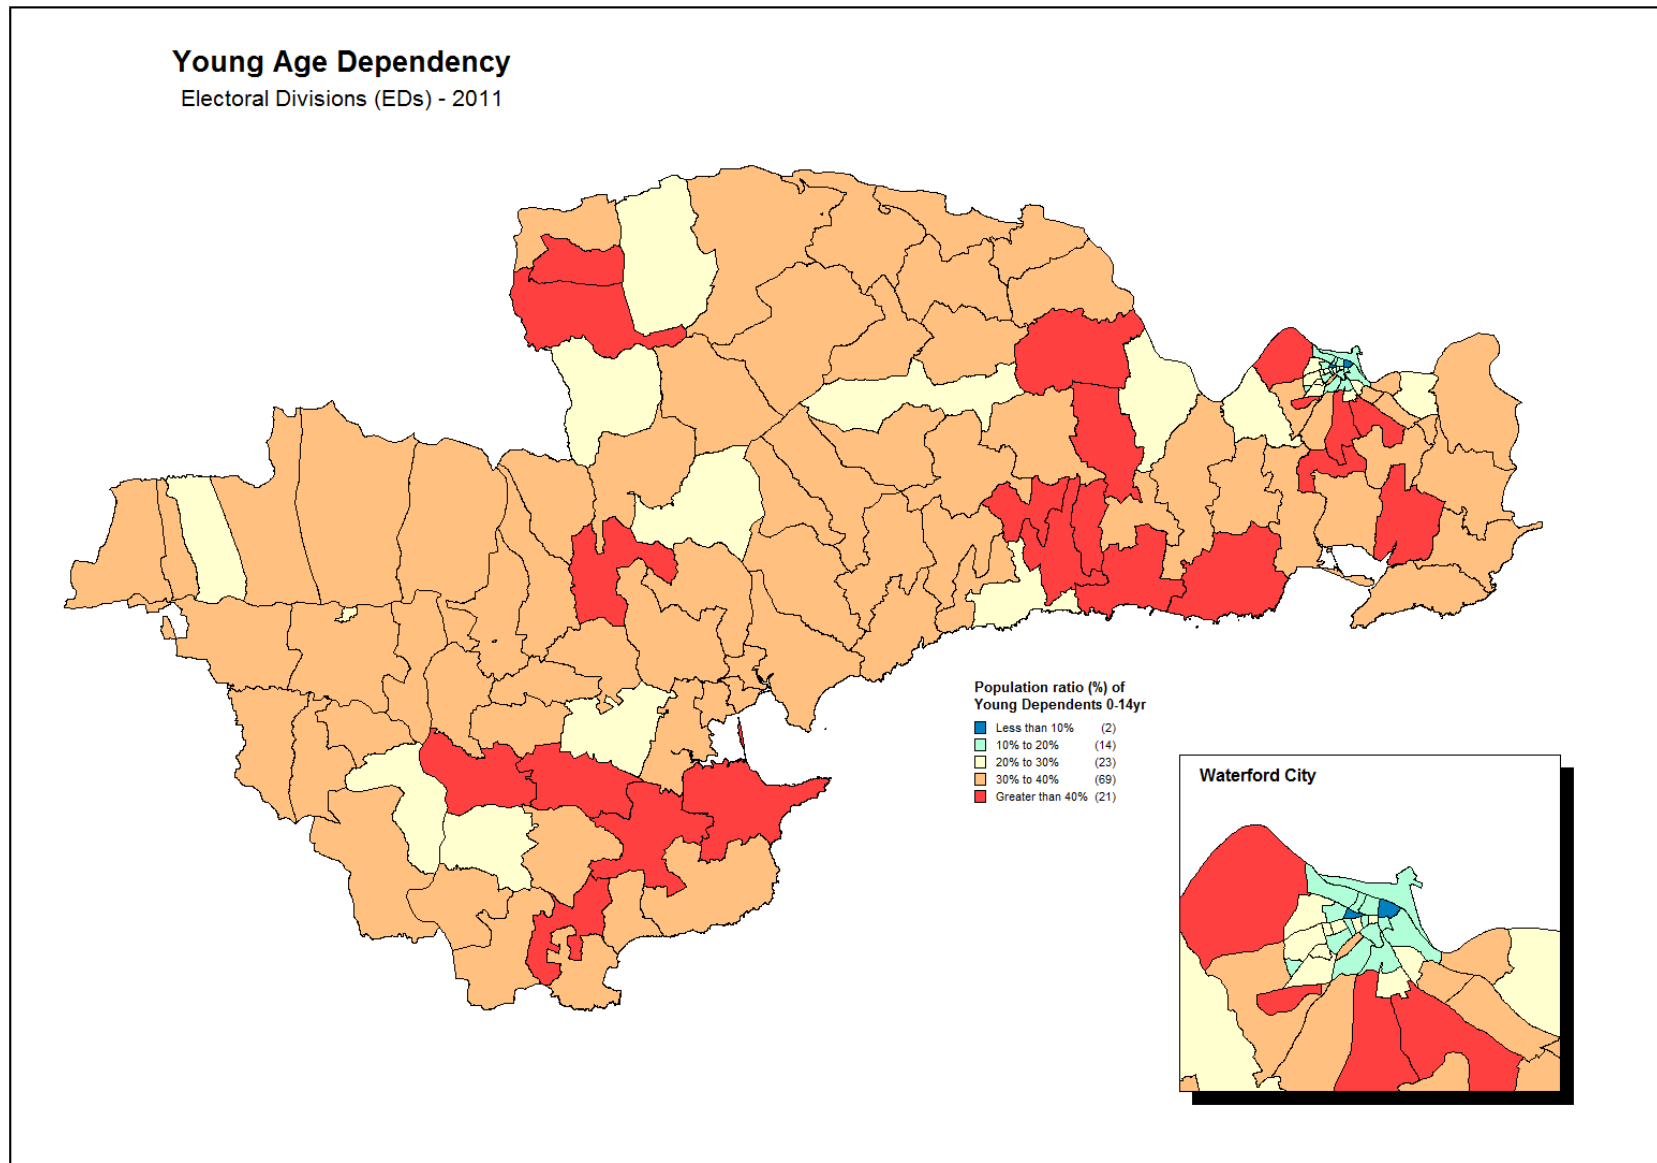 Young Age Dependency
Electoral Divisions (EDs) - 2011
Population ratio (%) of
Young Dependents 0-14yr
Less than 10% (2)
10% to 20% (14)
20% to 30% (23)
30% to 40% (69)
Greater than 40% (21)
Waterford City